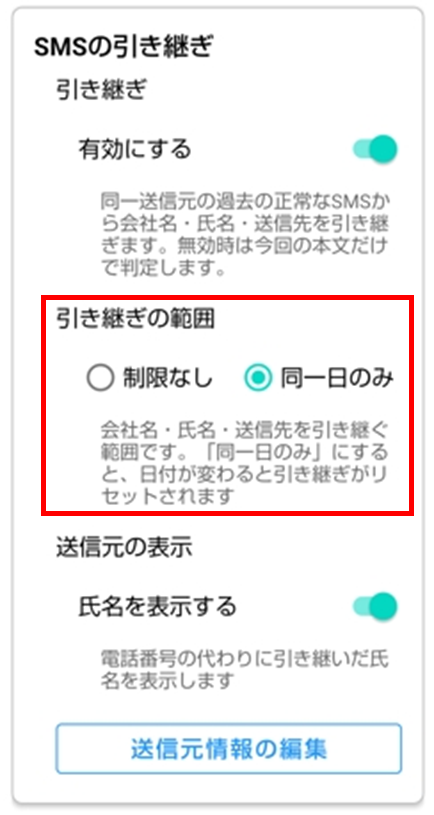 SMSの引き継ぎ
引き継ぎ
有効にする
同一送信元の過去の正常なSMSか
ら会社名・氏名・送信先を引き継
ぎます。無効時は今回の本文だけ
で判定します。
引き継ぎの範囲
制限なし 同一日のみ
会社名・氏名・送信先を引き継ぐ
範囲です。「同一日のみ」にする
と、日付が変わると引き継ぎがリ
セットされます
送信元の表示
氏名を表示する
電話番号の代わりに引き継いだ氏
名を表示します
送信元情報の編集